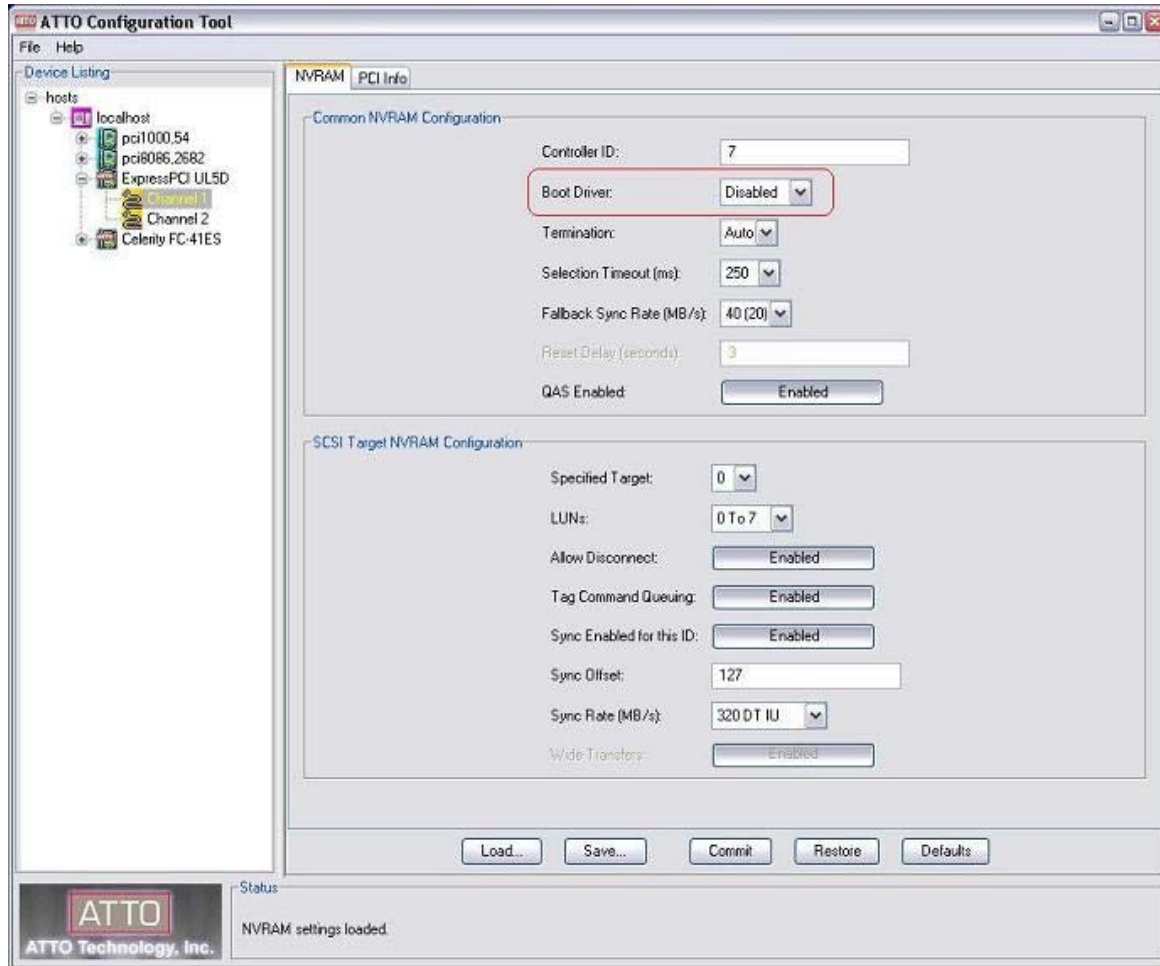 ATTO Configuration Tool
File Help
Device Listing
hosts
localhost
pci1000,54
pci8086,2682
ExpressPCI UL5D
Channel 1
Channel 2
Celerity FC-41ES
NVRAM PCI Info
Common NVRAM Configuration
Controller ID: 7
Boot Driver: Disabled
Termination: Auto
Selection Timeout (ms): 250
Fallback Sync Rate (MB/s): 40 (20)
Reset Delay (seconds): 3
QAS Enabled: Enabled
SCSI Target NVRAM Configuration
Specified Target: 0
LUNs: 0 To 7
Allow Disconnect: Enabled
Tag Command Queuing: Enabled
Sync Enabled for this ID: Enabled
Sync Offset: 127
Sync Rate (MB/s): 320 DT IU
Wide Transfers: Enabled
Load... Save... Commit Restore Defaults
ATTO
ATTO Technology, Inc.
Status
NVRAM settings loaded.